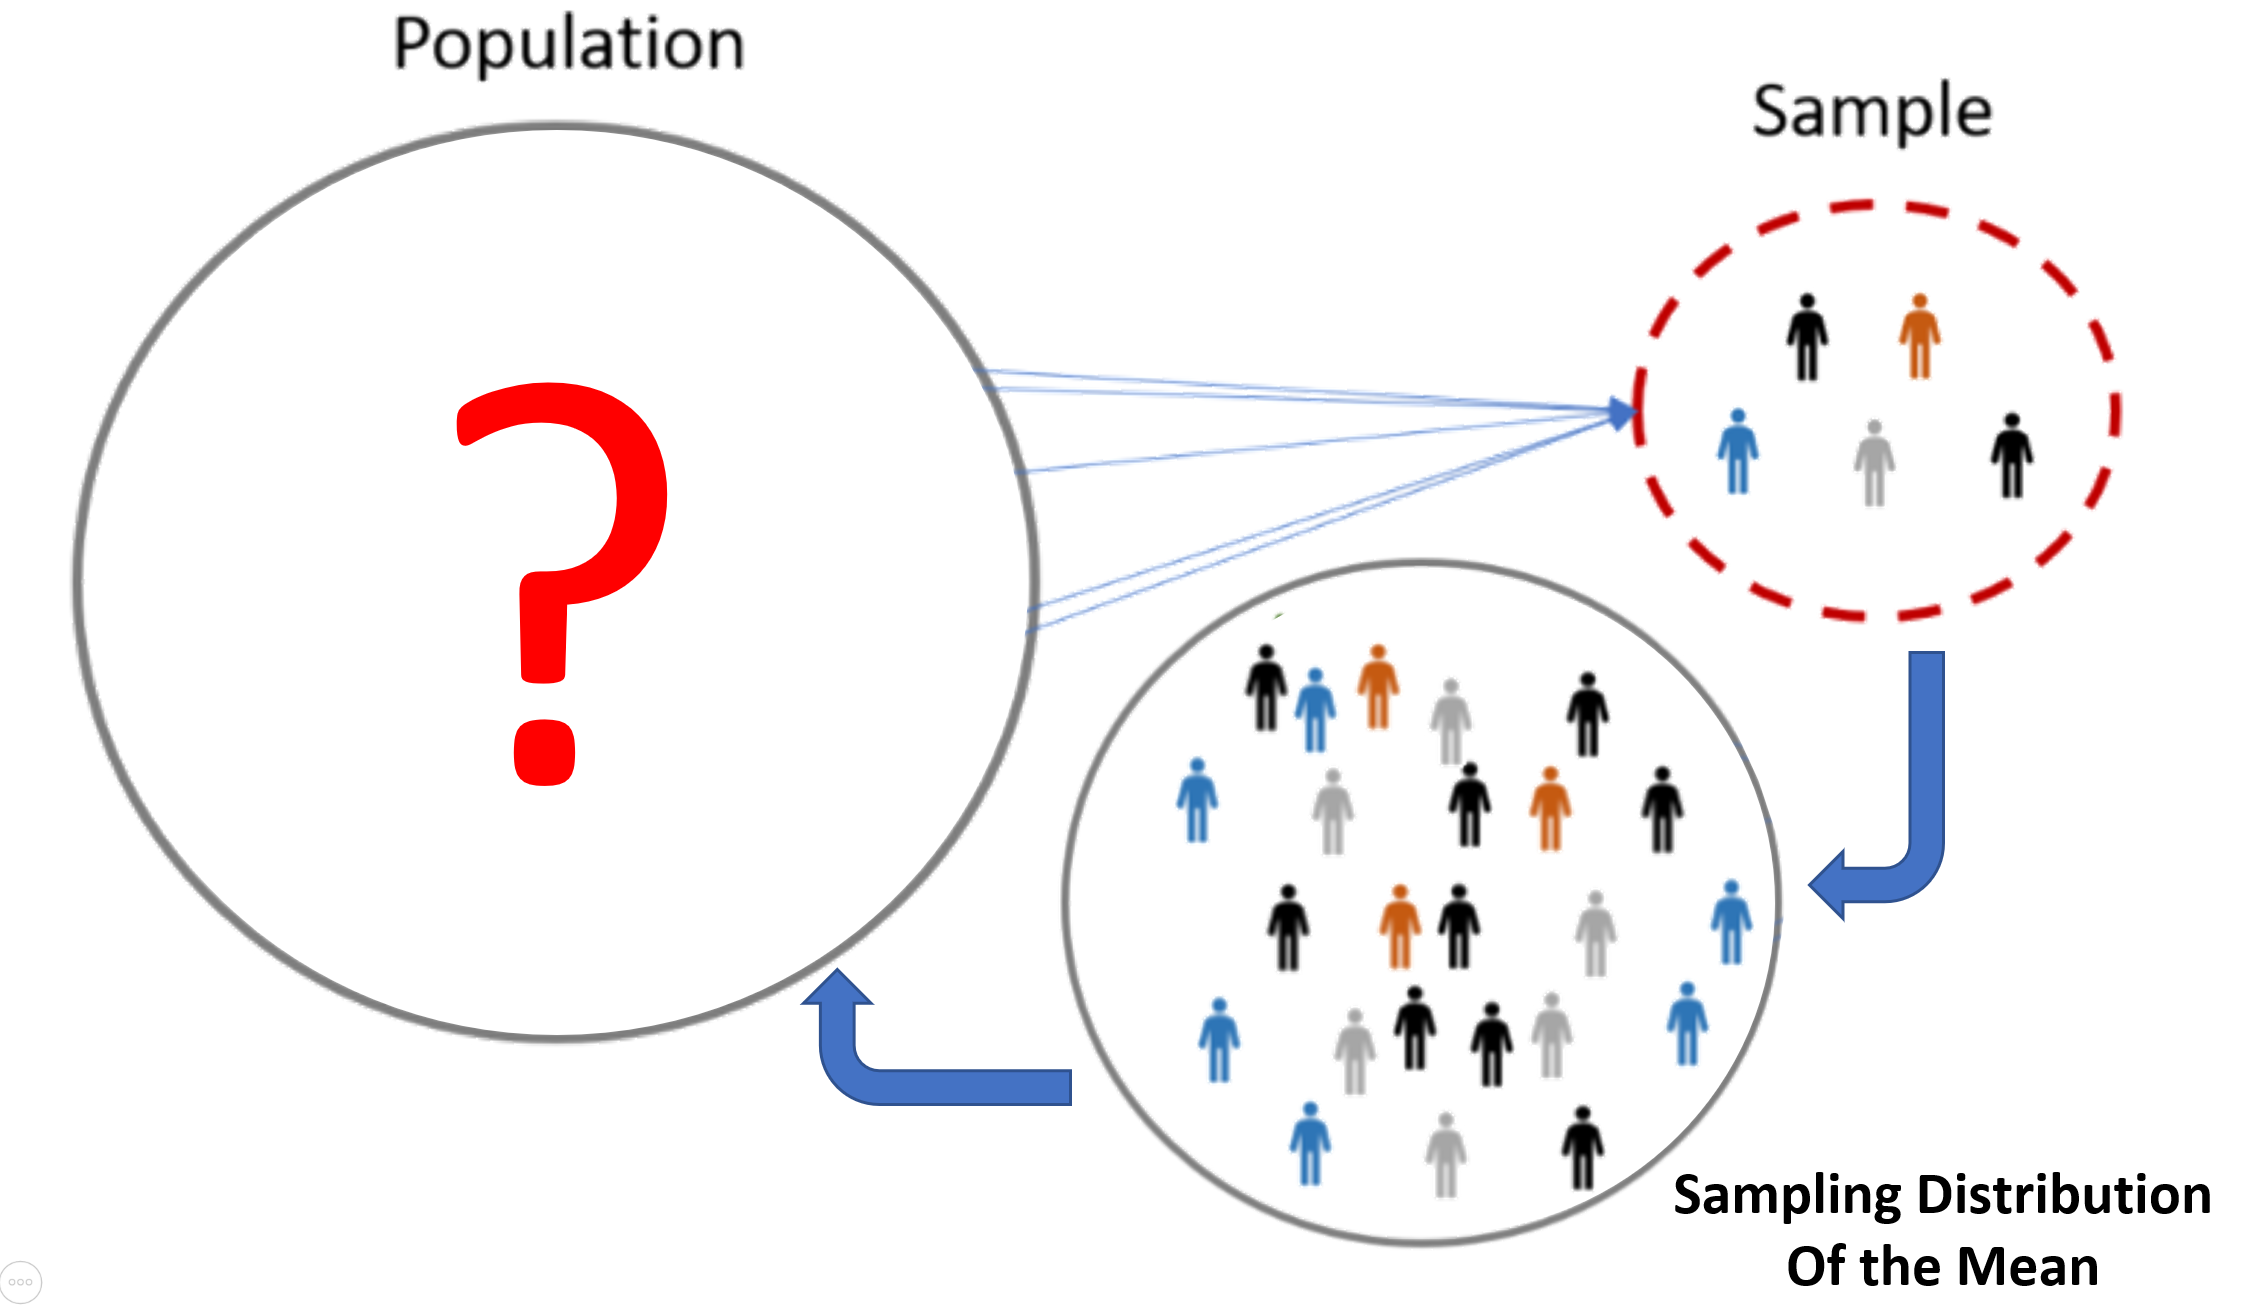 Population
Sample
?
Sampling Distribution
Of the Mean